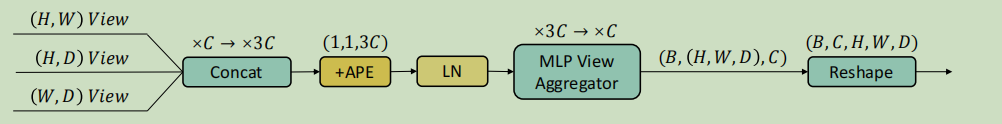 (H, W) View
(H, D) View
(W, D) View
×C → ×3C
Concat
(1,1,3C)
+APE
LN
×3C → ×C
MLP View
Aggregator
(B, (H, W, D), C)
(B, C, H, W, D)
Reshape